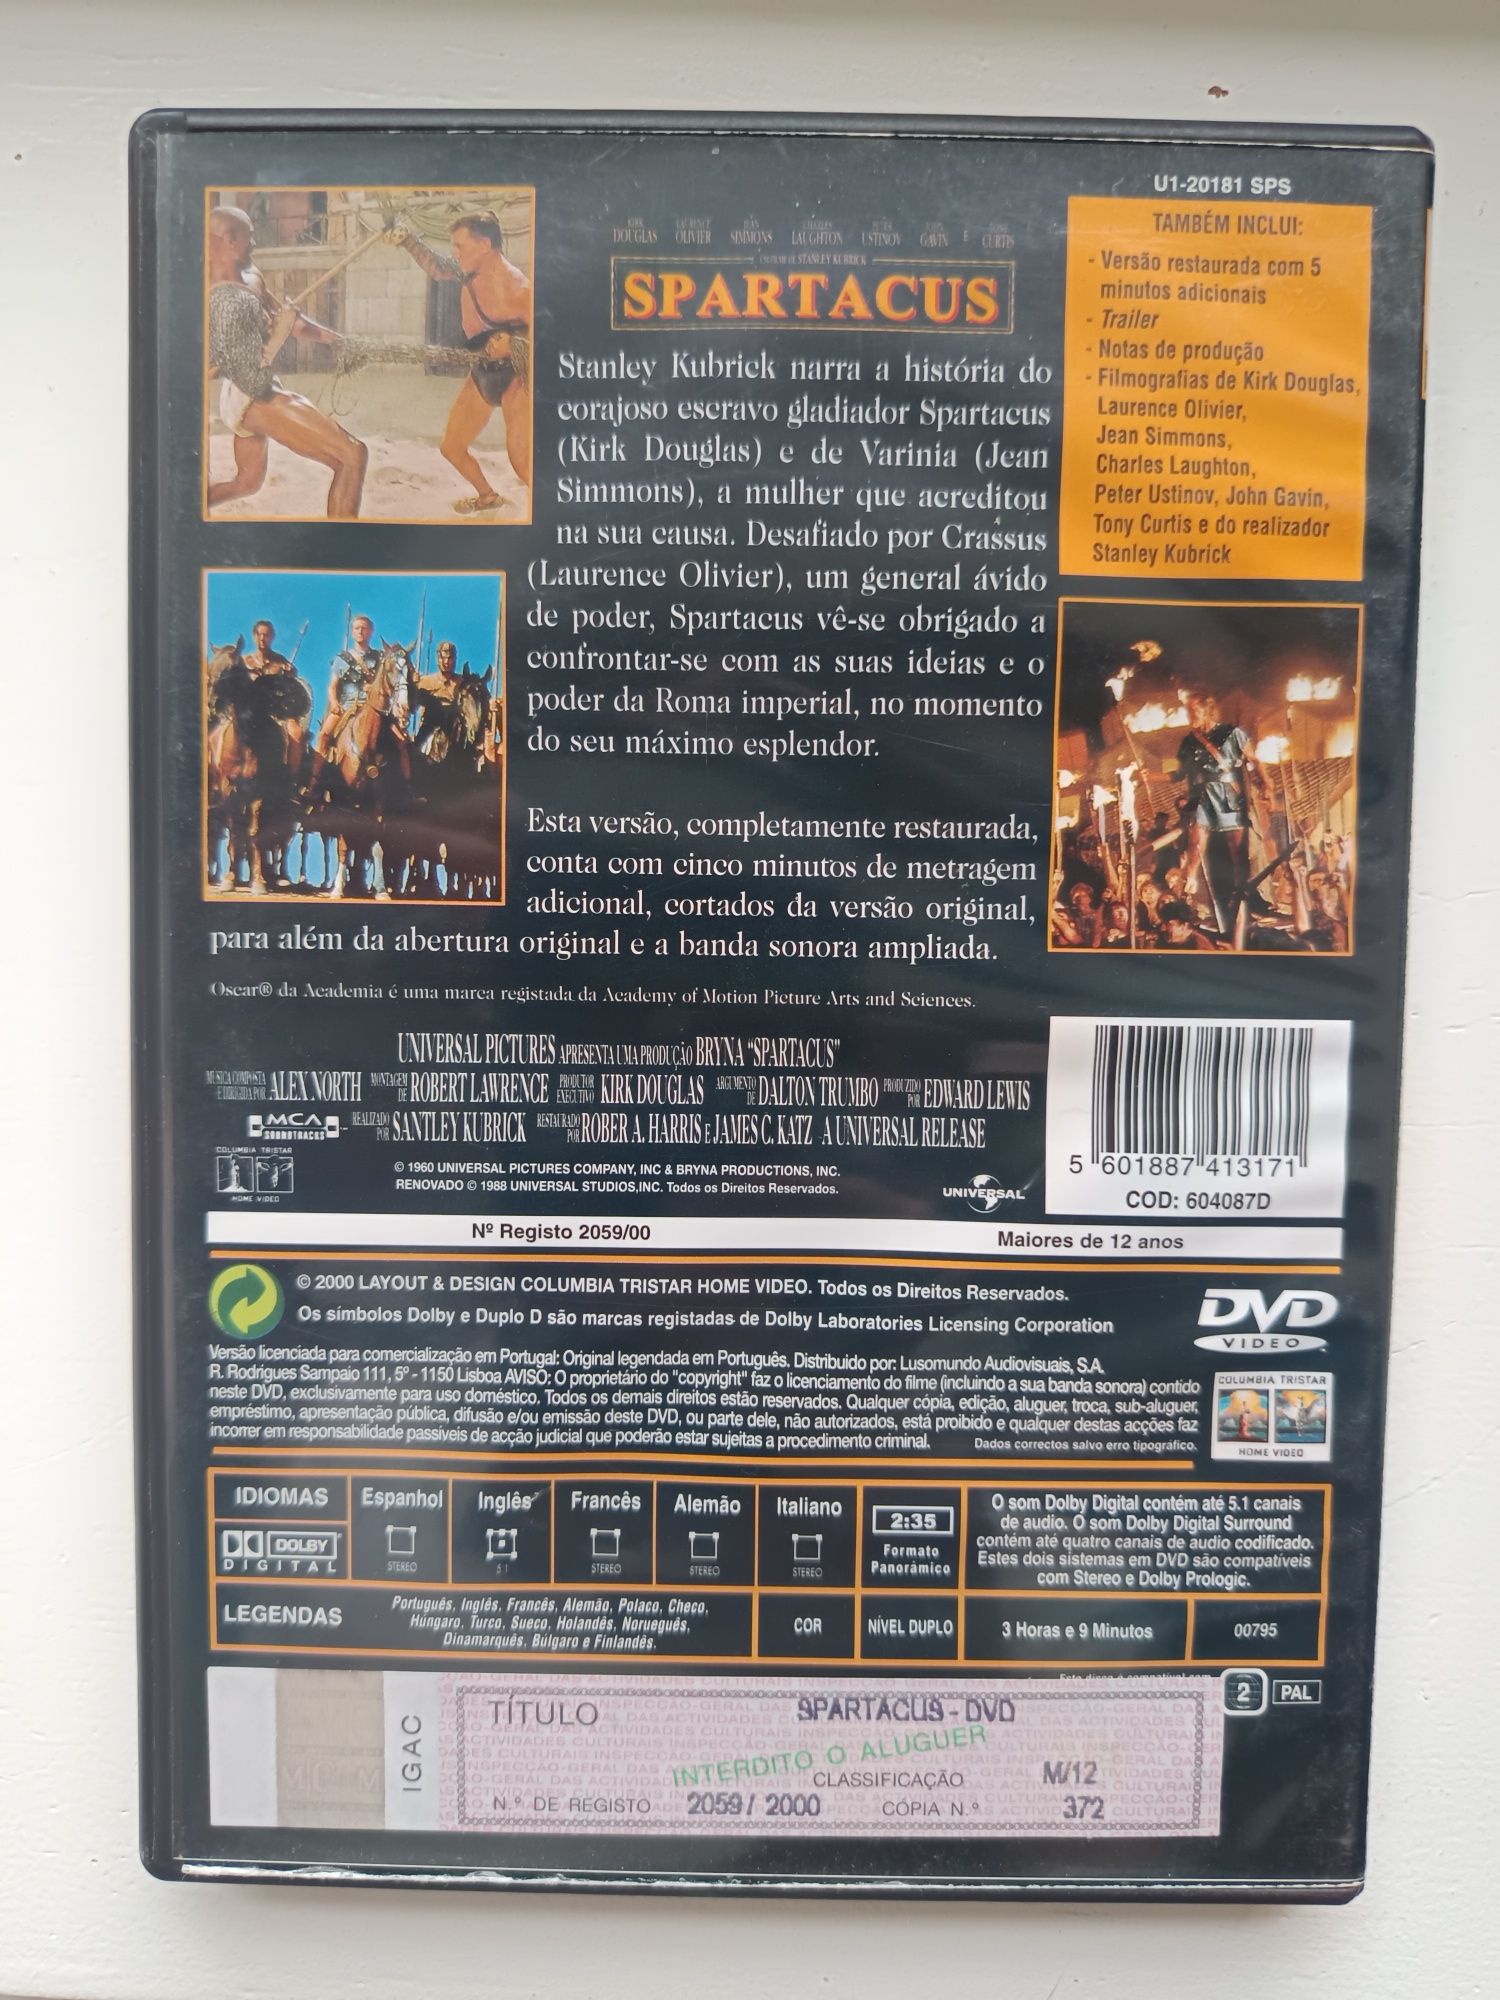 U1-20181 SPS
TAMBÉM INCLUI:
- Versão restaurada com 5
minutos adicionais
- Trailer
- Notas de produção
- Filmografias de Kirk Douglas,
Laurence Olivier,
Jean Simmons,
Charles Laughton,
Peter Ustinov, John Gavin,
Tony Curtis e do realizador
Stanley Kubrick
KIRK DOUGLAS LAURENCE OLIVIER JEAN SIMMONS CHARLES LAUGHTON PETER USTINOV JOHN GAVIN E TONY CURTIS
UM FILME DE STANLEY KUBRICK
SPARTACUS
Stanley Kubrick narra a história do
corajoso escravo gladiador Spartacus
(Kirk Douglas) e de Varinia (Jean
Simmons), a mulher que acreditou
na sua causa. Desafiado por Crassus
(Laurence Olivier), um general ávido
de poder, Spartacus vê-se obrigado a
confrontar-se com as suas ideias e o
poder da Roma imperial, no momento
do seu máximo esplendor.
Esta versão, completamente restaurada,
conta com cinco minutos de metragem
adicional, cortados da versão original,
para além da abertura original e a banda sonora ampliada.
Oscar® da Academia é uma marca registada da Academy of Motion Picture Arts and Sciences.
UNIVERSAL PICTURES APRESENTA UMA PRODUÇÃO BRYNA "SPARTACUS"
MUSICA COMPOSTA E DIRIGIDA POR ALEX NORTH MONTAGEM DE ROBERT LAWRENCE PRODUTOR EXECUTIVO KIRK DOUGLAS ARGUMENTO DE DALTON TRUMBO PRODUZIDO POR EDWARD LEWIS
MCA SOUNDTRACKS REALIZADO POR SANTLEY KUBRICK RESTAURADO POR ROBER A. HARRIS E JAMES C. KATZ A UNIVERSAL RELEASE
COLUMBIA TRISTAR
HOME VIDEO
© 1960 UNIVERSAL PICTURES COMPANY, INC & BRYNA PRODUCTIONS, INC.
RENOVADO © 1988 UNIVERSAL STUDIOS,INC. Todos os Direitos Reservados.
UNIVERSAL
5 601887 413171
COD: 604087D
Nº Registo 2059/00
Maiores de 12 anos
© 2000 LAYOUT & DESIGN COLUMBIA TRISTAR HOME VIDEO. Todos os Direitos Reservados.
Os símbolos Dolby e Duplo D são marcas registadas de Dolby Laboratories Licensing Corporation
DVD
VIDEO
Versão licenciada para comercialização em Portugal: Original legendada em Português. Distribuido por: Lusomundo Audiovisuais, S.A.
R. Rodrigues Sampaio 111, 5º - 1150 Lisboa AVISO: O proprietário do "copyright" faz o licenciamento do filme (incluindo a sua banda sonora) contido
neste DVD, exclusivamente para uso doméstico. Todos os demais direitos estão reservados. Qualquer cópia, edição, aluguer, troca, sub-aluguer,
empréstimo, apresentação pública, difusão e/ou emissão deste DVD, ou parte dele, não autorizados, está proibido e qualquer destas acções faz
incorrer em responsabilidade passíveis de acção judicial que poderão estar sujeitas a procedimento criminal.
Dados correctos salvo erro tipográfico.
COLUMBIA TRISTAR
HOME VIDEO
IDIOMAS
DOLBY
DIGITAL
Espanhol
STEREO
Inglês
5.1
Francês
STEREO
Alemão
STEREO
Italiano
STEREO
2:35
Formato
Panorâmico
O som Dolby Digital contém até 5.1 canais
de audio. O som Dolby Digital Surround
contém até quatro canais de audio codificado.
Estes dois sistemas em DVD são compatíveis
com Stereo e Dolby Prologic.
LEGENDAS
Português, Inglês, Francês, Alemão, Polaco, Checo,
Húngaro, Turco, Sueco, Holandês, Norueguês,
Dinamarquês, Búlgaro e Finlandês.
COR
NÍVEL DUPLO
3 Horas e 9 Minutos
00795
2
PAL
IGAC
TÍTULO SPARTACUS - DVD
INTERDITO O ALUGUER
CLASSIFICAÇÃO M/12
N.º DE REGISTO 2059 / 2000 CÓPIA N.º 372